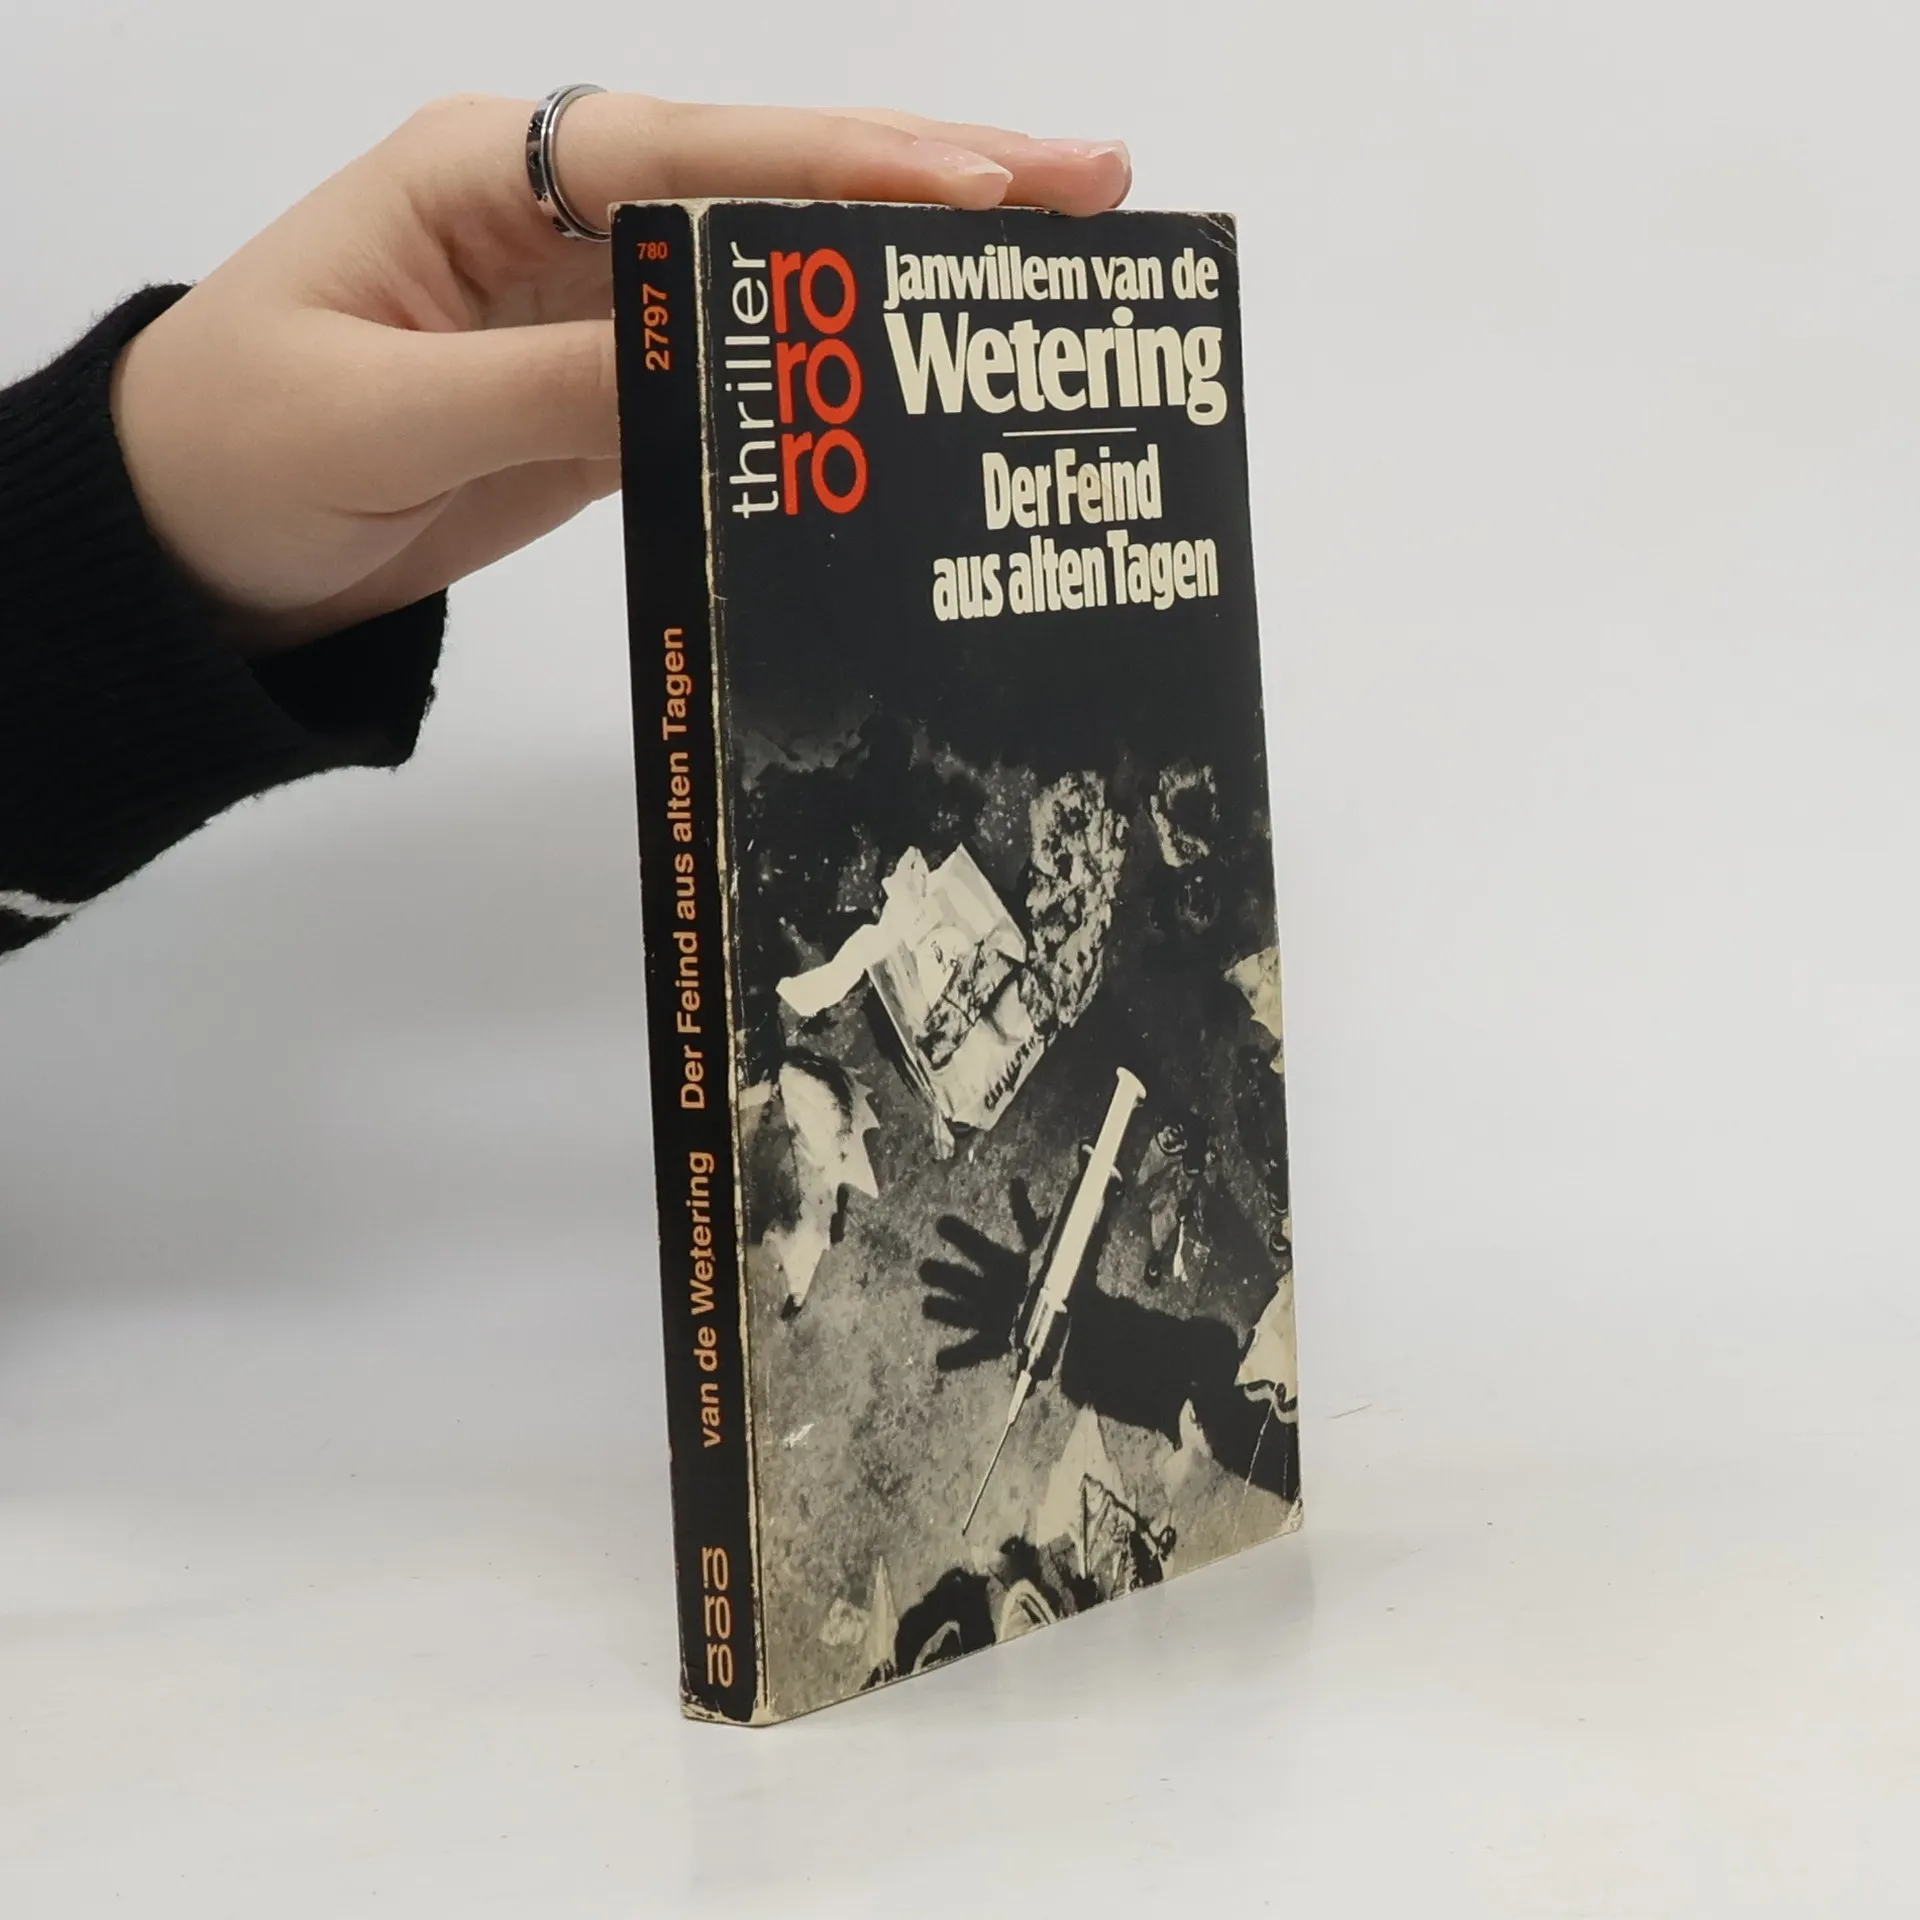 780
2797
Der Feind aus alten Tagen
van de Wetering
ro
ro
ro
thriller
ro
ro
ro
Janwillem van de
Wetering
Der Feind
aus alten Tagen